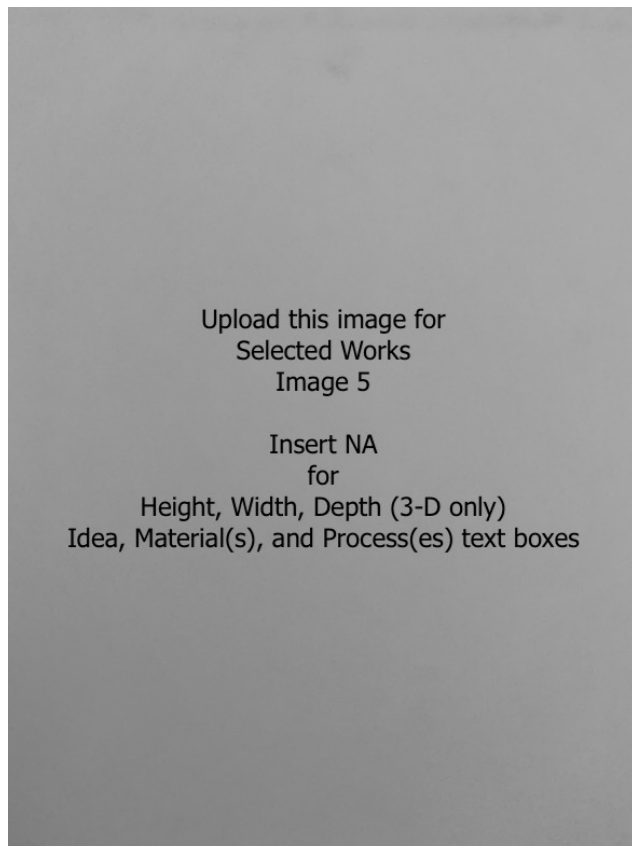 Upload this image for
Selected Works
Image 5
Insert NA
for
Height, Width, Depth (3-D only)
Idea, Material(s), and Process(es) text boxes